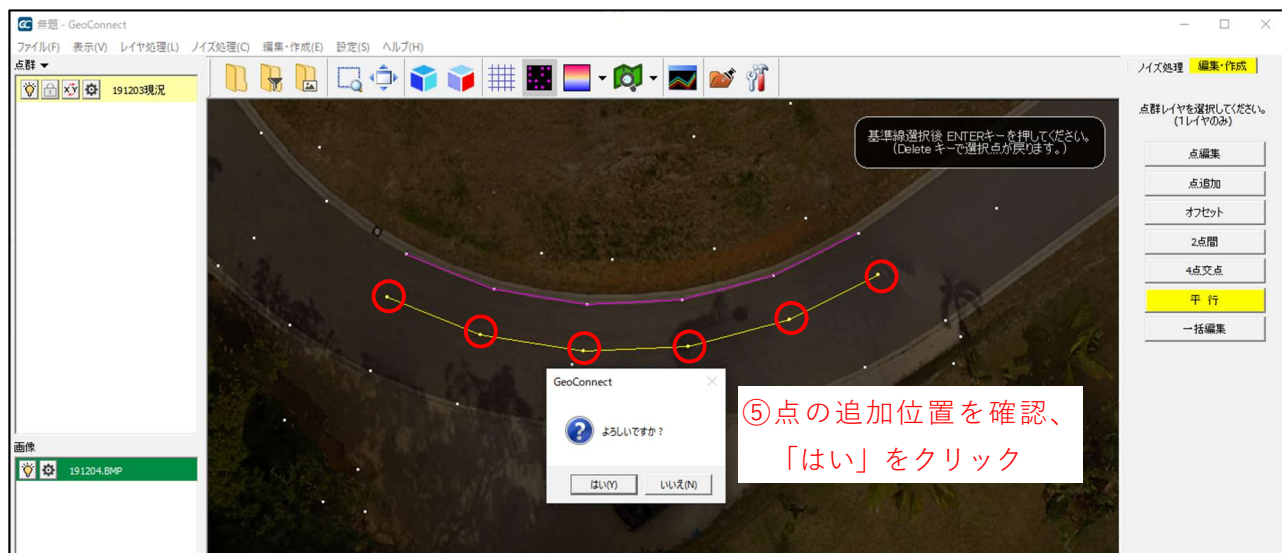 無題 - GeoConnect
ファイル(F) 表示(V) レイヤ処理(L) ノイズ処理(C) 編集・作成(E) 設定(S) ヘルプ(H)
点群
191203現況
ノイズ処理 編集・作成
点群レイヤを選択してください。
(1レイヤのみ)
点編集
点追加
オフセット
2点間
4点交点
平 行
一括編集
基準線選択後 ENTERキーを押してください。
(Delete キーで選択点が戻ります。)
GeoConnect
よろしいですか?
はい(Y) いいえ(N)
⑤点の追加位置を確認、
「はい」をクリック
画像
191204.BMP